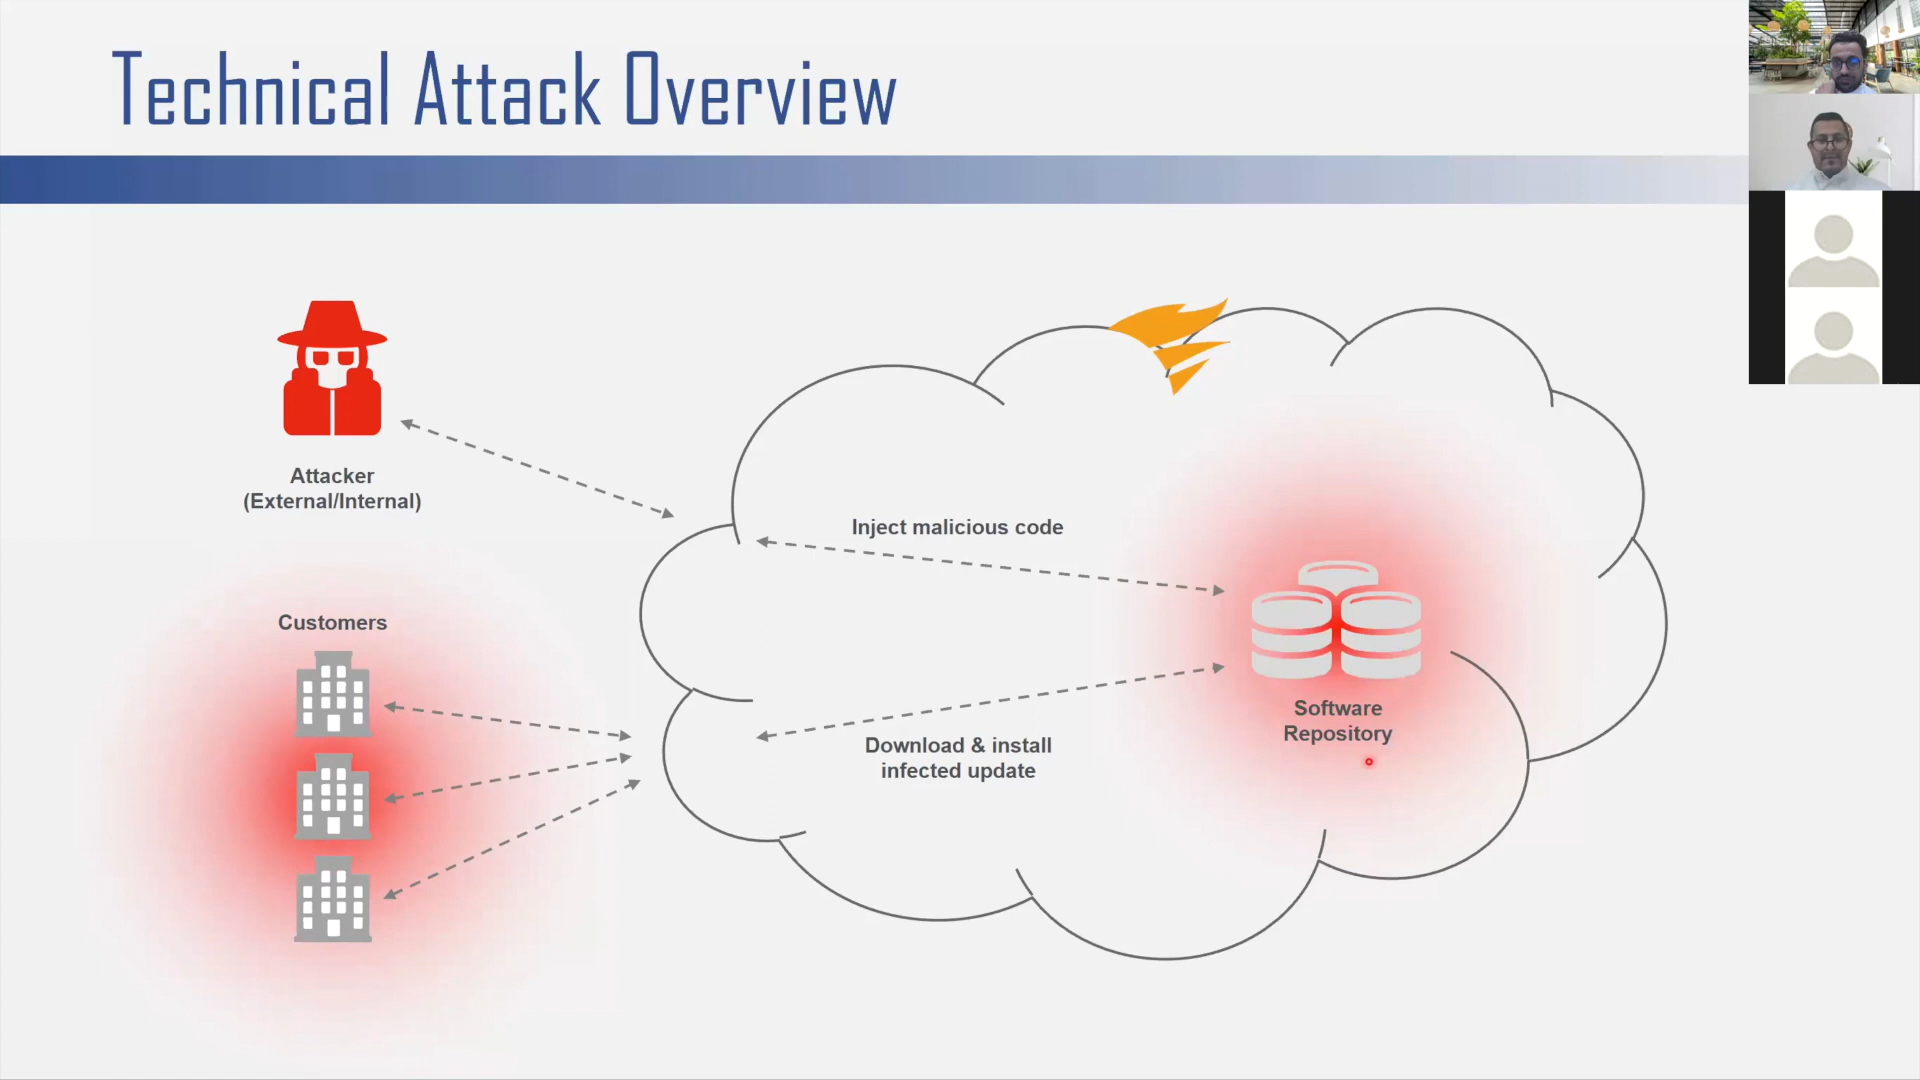 Technical Attack Overview
Attacker
(External/Internal)
Inject malicious code
Customers
Software
Repository
Download & install
infected update